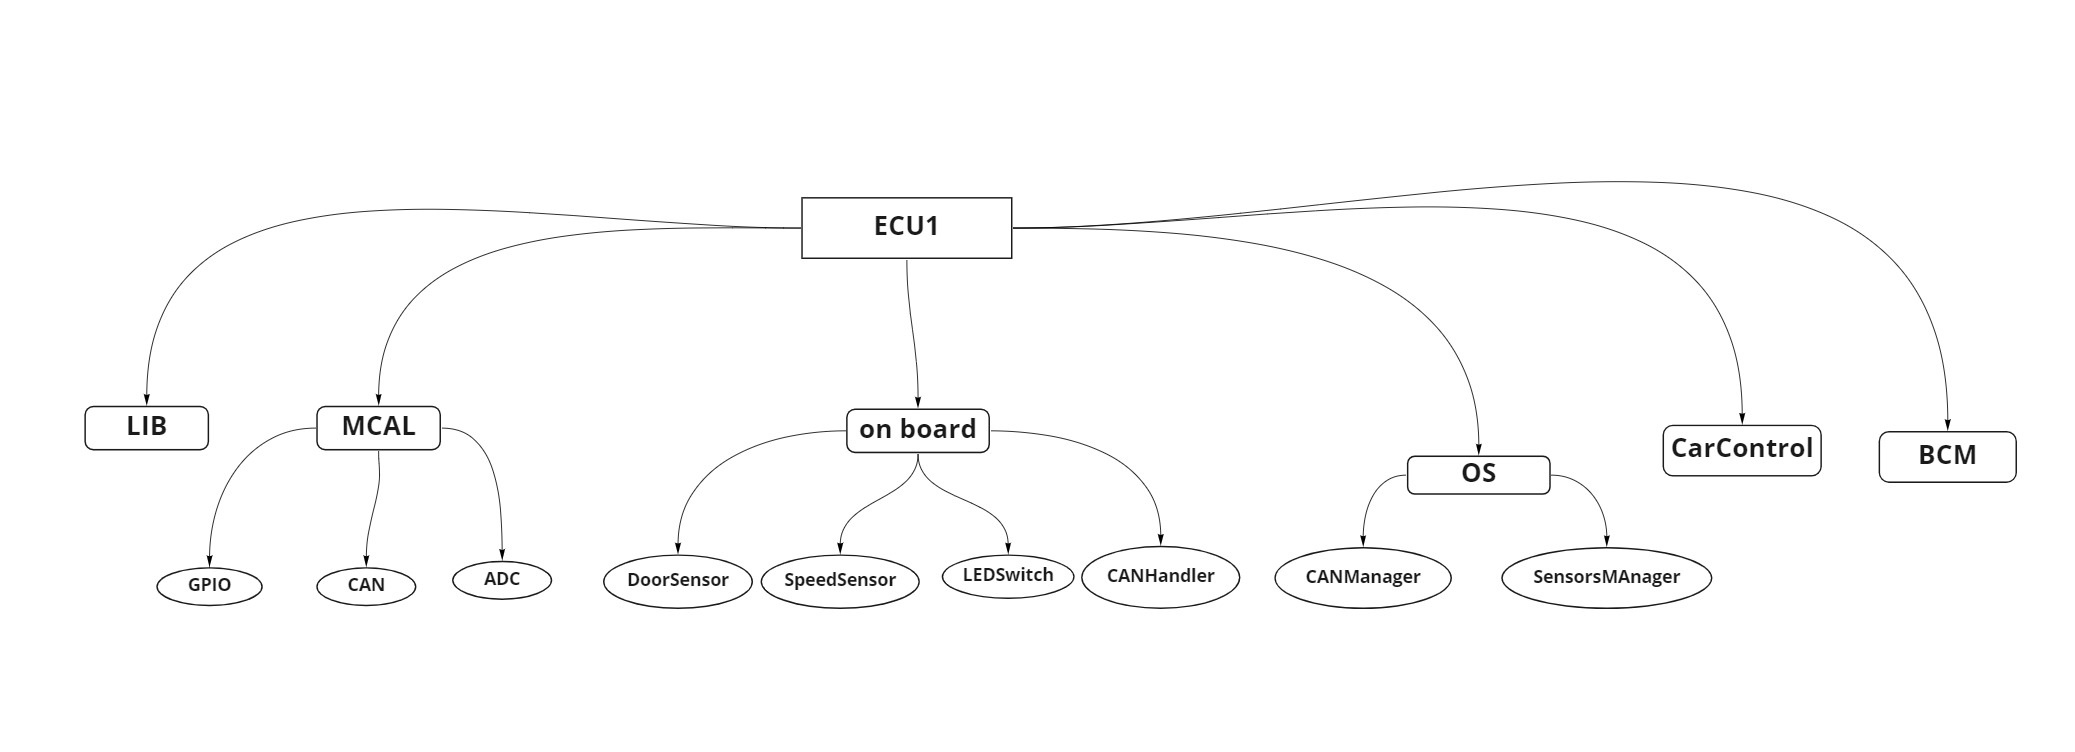 ECU1
LIB
MCAL
on board
OS
CarControl
BCM
GPIO
CAN
ADC
DoorSensor
SpeedSensor
LEDSwitch
CANHandler
CANManager
SensorsMAnager